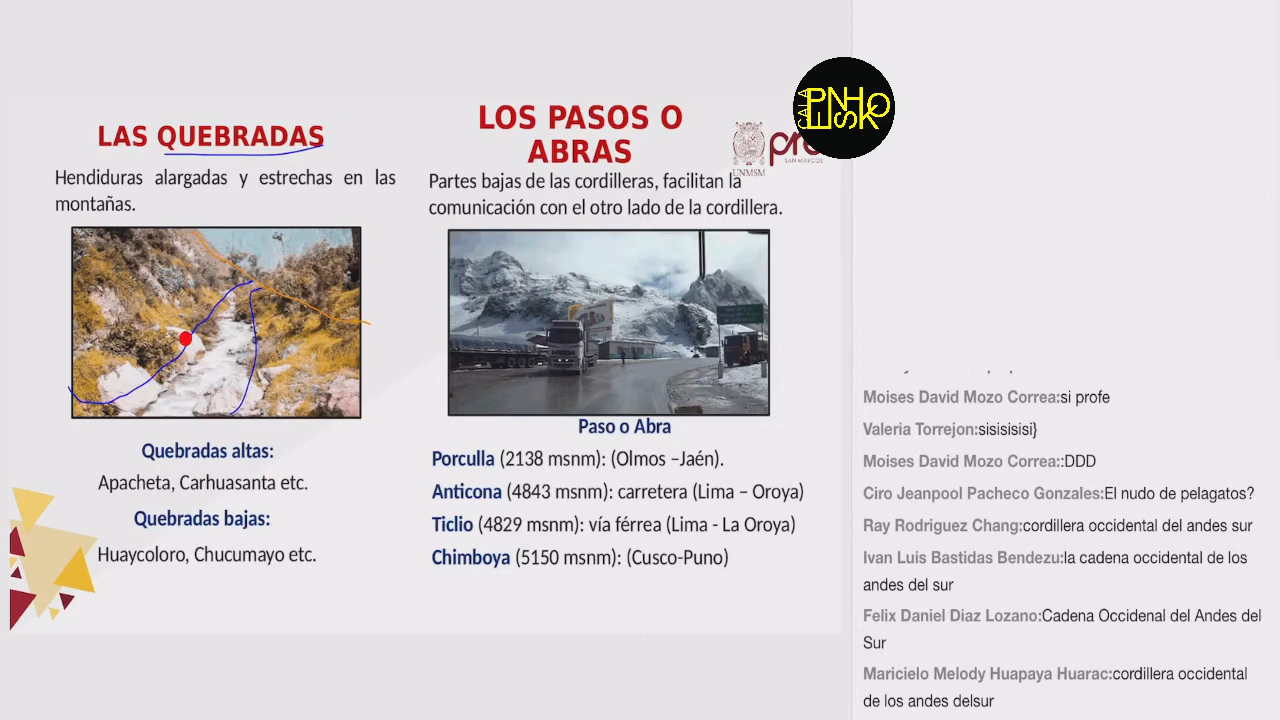 LAS QUEBRADAS
Hendiduras alargadas y estrechas en las
montañas.
Quebradas altas:
Apacheta, Carhuasanta etc.
Quebradas bajas:
Huaycoloro, Chucumayo etc.
LOS PASOS O
ABRAS
Partes bajas de las cordilleras, facilitan la
comunicación con el otro lado de la cordillera.
Paso o Abra
Porculla (2138 msnm): (Olmos –Jaén).
Anticona (4843 msnm): carretera (Lima – Oroya)
Ticlio (4829 msnm): vía férrea (Lima - La Oroya)
Chimboya (5150 msnm): (Cusco-Puno)
UNMSM
SAN MARCOS
Moises David Mozo Correa:si profe
Valeria Torrejon:sisisisisi}
Moises David Mozo Correa::DDD
Ciro Jeanpool Pacheco Gonzales:El nudo de pelagatos?
Ray Rodriguez Chang:cordillera occidental del andes sur
Ivan Luis Bastidas Bendezu:la cadena occidental de los
andes del sur
Felix Daniel Diaz Lozano:Cadena Occidenal del Andes del
Sur
Maricielo Melody Huapaya Huarac:cordillera occidental
de los andes delsur